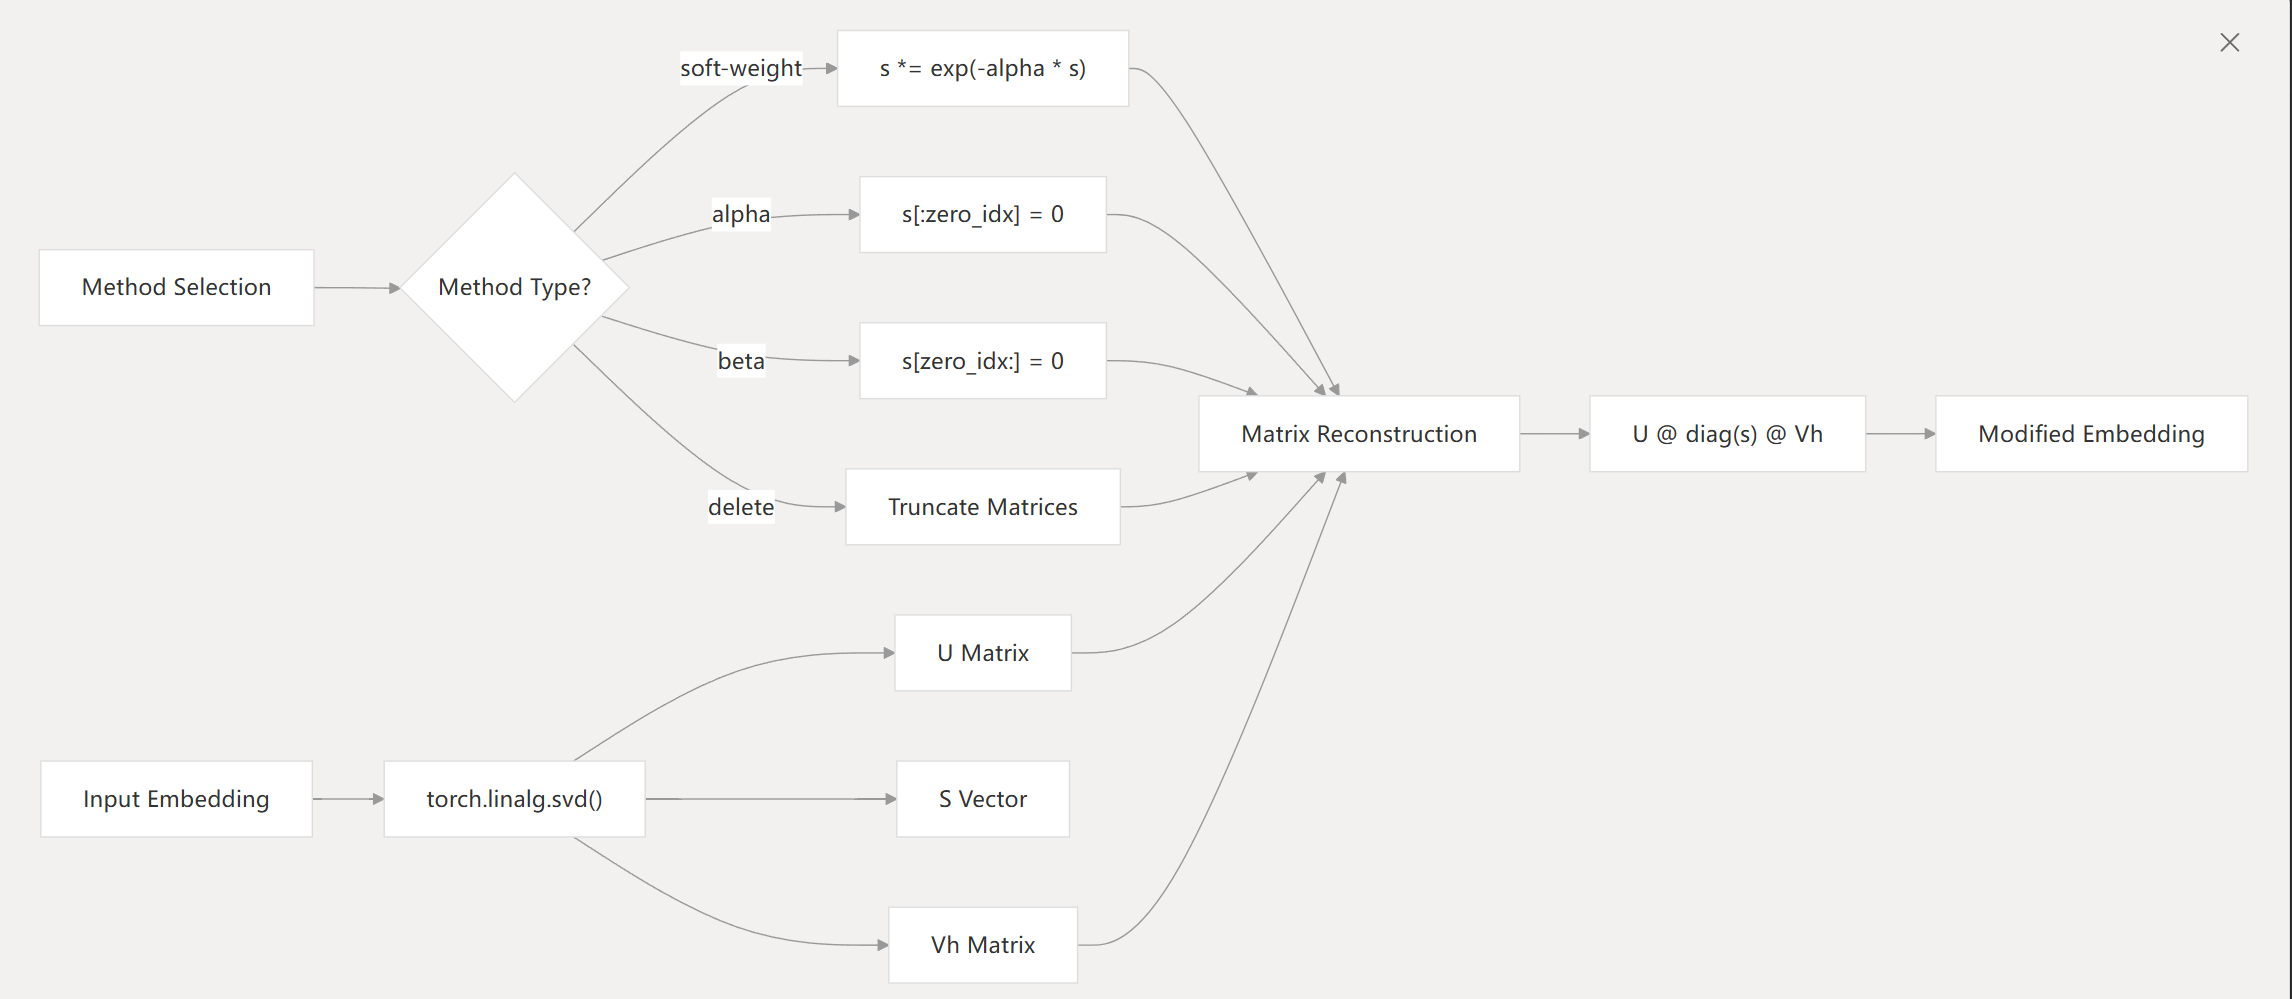 soft-weight
s *= exp(-alpha * s)
alpha
s[:zero_idx] = 0
Method Selection
Method Type?
beta
s[zero_idx:] = 0
Matrix Reconstruction
U @ diag(s) @ Vh
Modified Embedding
delete
Truncate Matrices
U Matrix
Input Embedding
torch.linalg.svd()
S Vector
Vh Matrix